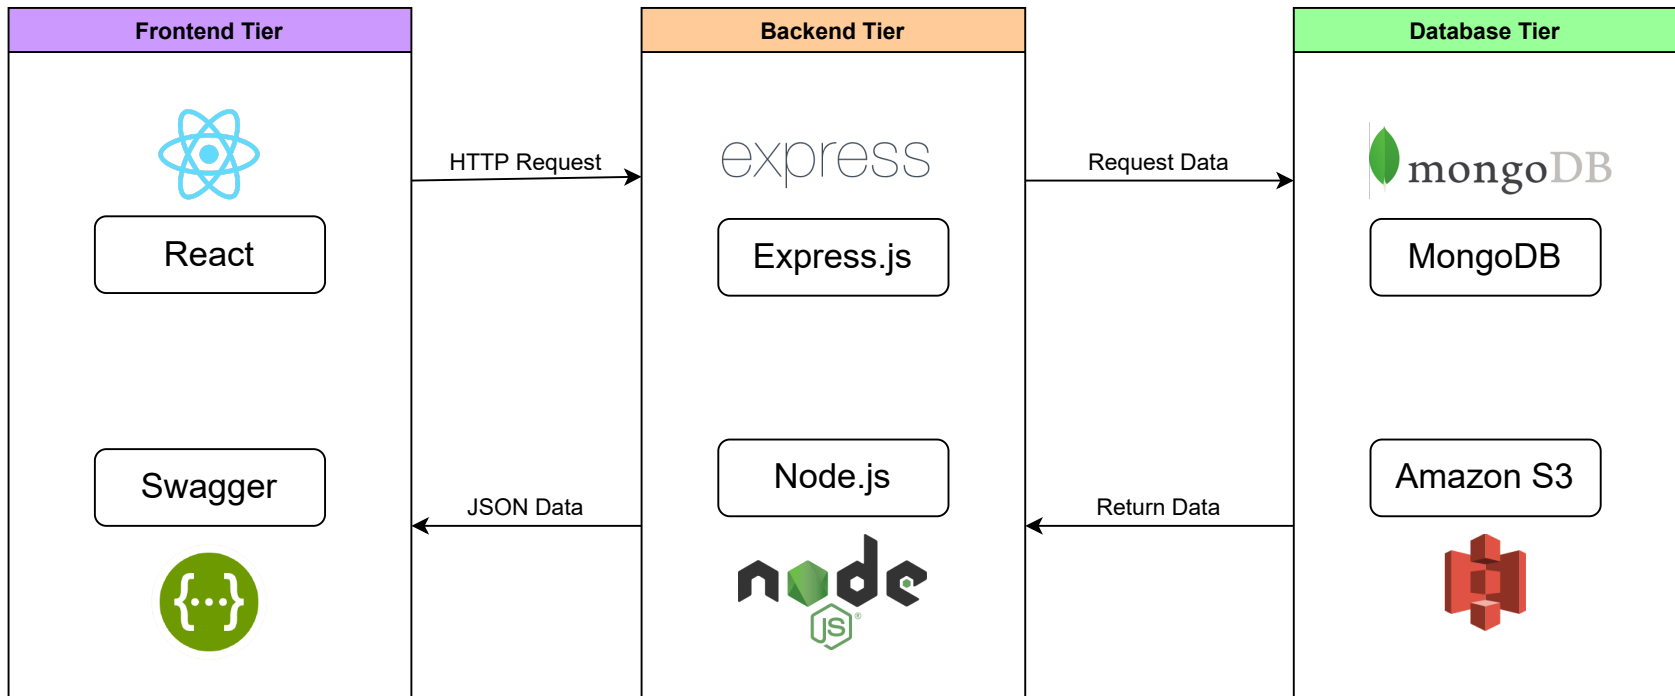 Frontend Tier
Backend Tier
Database Tier
HTTP Request
express
Request Data
mongoDB
React
Express.js
MongoDB
Swagger
Node.js
Amazon S3
JSON Data
Return Data
{...}
node
JS®